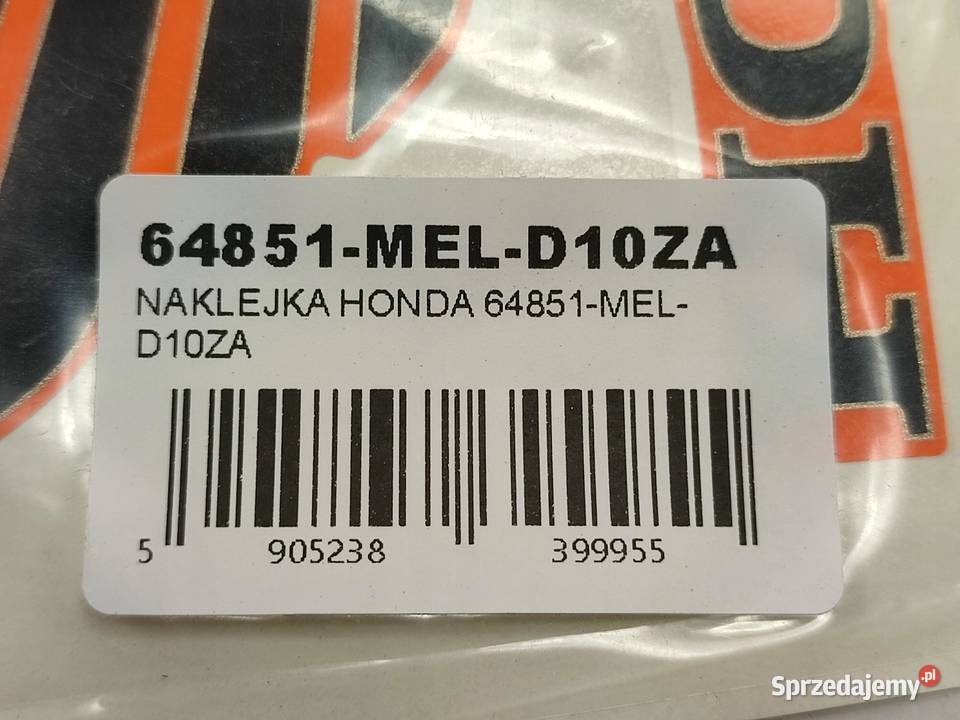 64851-MEL-D10ZA
NAKLEJKA HONDA 64851-MEL-
D10ZA
5 905238 399955
Sprzedajemy.pl